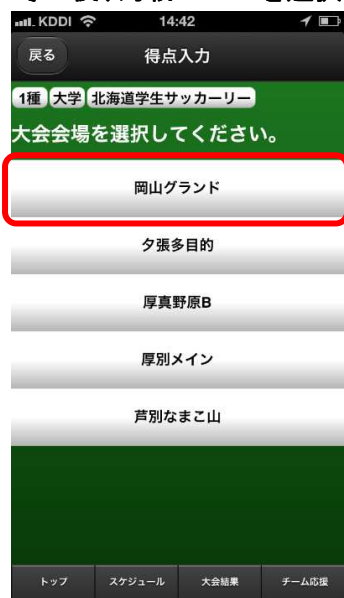 KDDI 14:42
戻る 得点入力
1種 大学 北海道学生サッカーリー
大会会場を選択してください。
岡山グランド
夕張多目的
厚真野原B
厚別メイン
芦別なまこ山
トップ スケジュール 大会結果 チーム応援